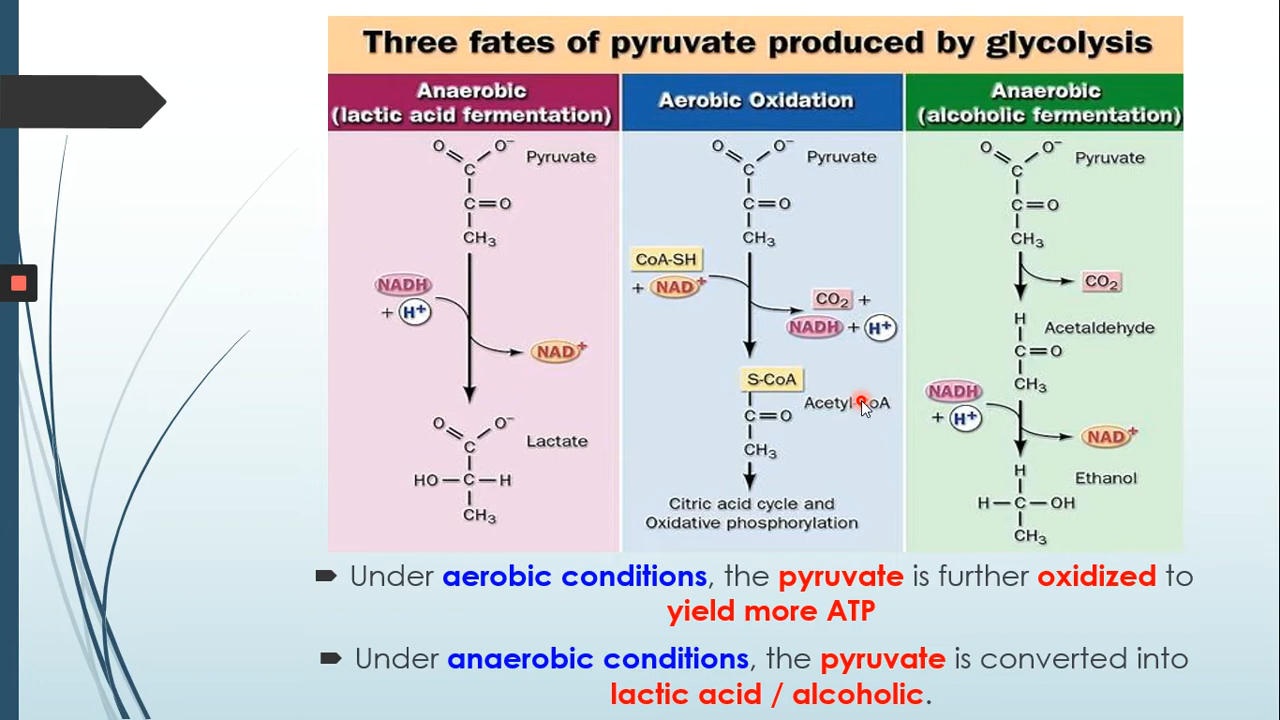 Three fates of pyruvate produced by glycolysis
Anaerobic
(lactic acid fermentation)
O
O⁻
Pyruvate
C
C=O
CH₃
NADH
+ H⁺
NAD⁺
O
O⁻
C
Lactate
HO—C—H
CH₃
Aerobic Oxidation
O
O⁻
Pyruvate
C
C=O
CH₃
CoA-SH
+ NAD⁺
CO₂ +
NADH + H⁺
S-CoA
Acetyl-CoA
C=O
CH₃
Citric acid cycle and
Oxidative phosphorylation
Anaerobic
(alcoholic fermentation)
O
O⁻
Pyruvate
C
C=O
CH₃
CO₂
H
Acetaldehyde
C=O
CH₃
NADH
+ H⁺
NAD⁺
H
Ethanol
H—C—OH
CH₃
Under aerobic conditions, the pyruvate is further oxidized to
yield more ATP
Under anaerobic conditions, the pyruvate is converted into
lactic acid / alcoholic.